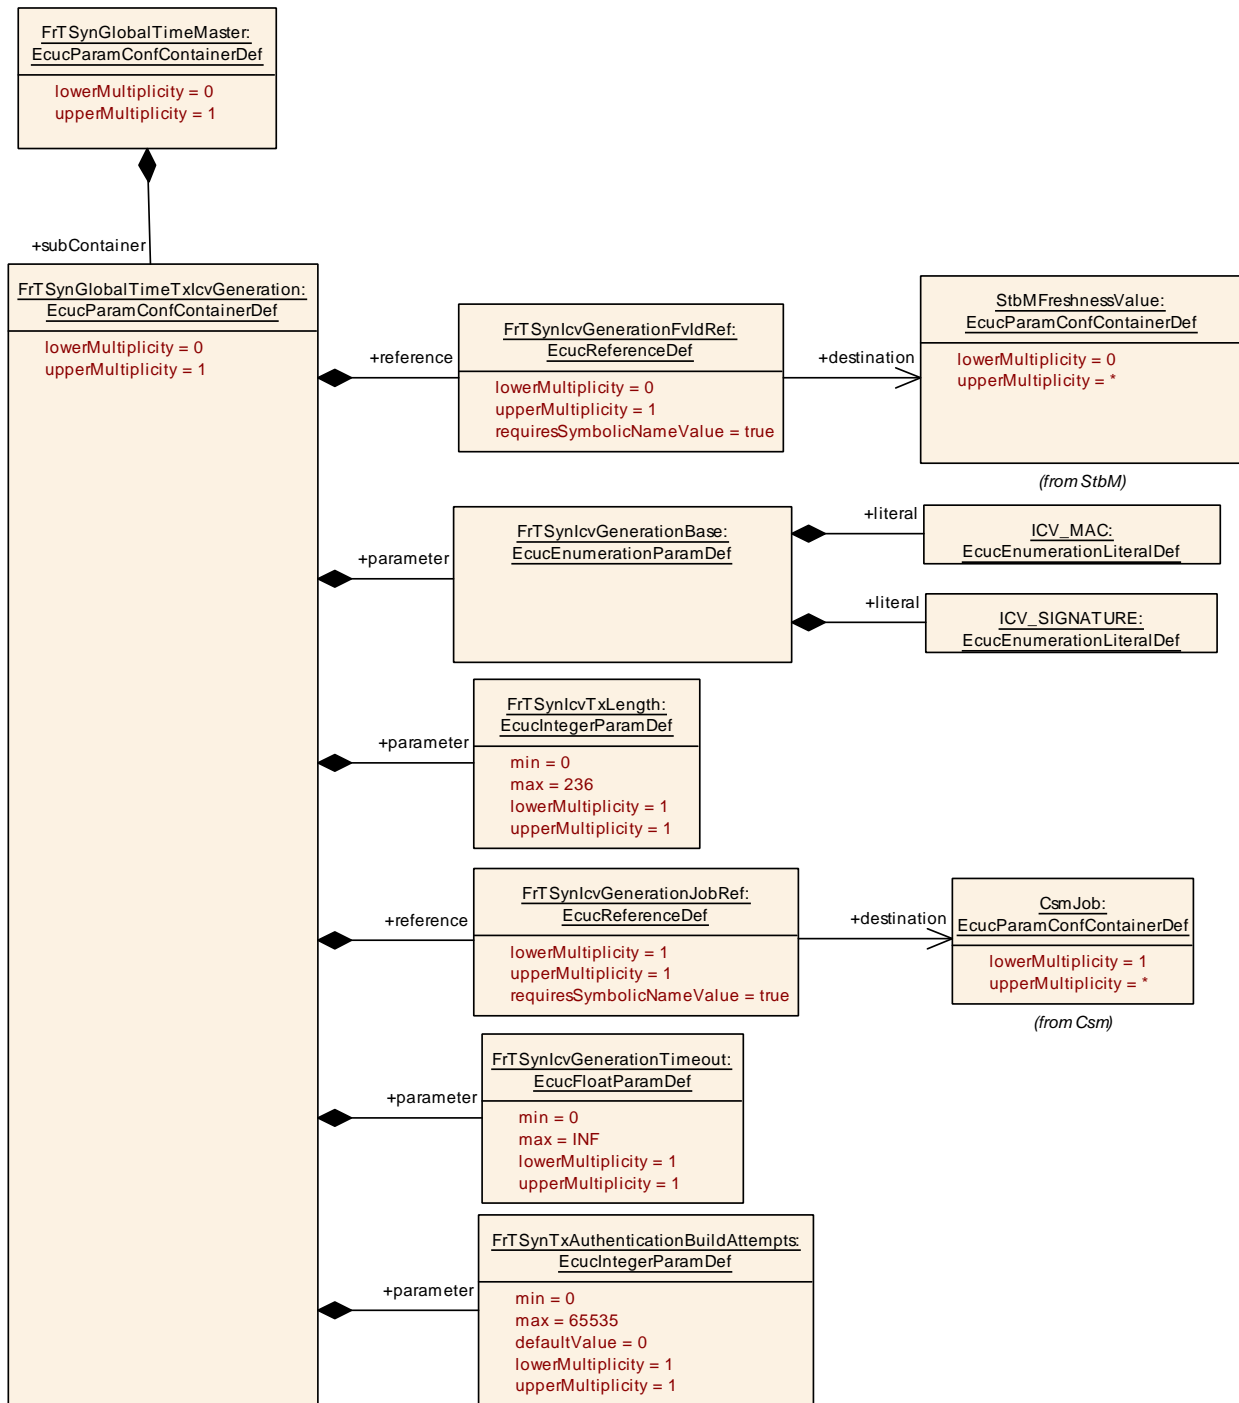 FrTSynGlobalTimeMaster:
EcucParamConfContainerDef
lowerMultiplicity = 0
upperMultiplicity = 1
+subContainer
FrTSynGlobalTimeTxIcvGeneration:
EcucParamConfContainerDef
lowerMultiplicity = 0
upperMultiplicity = 1
+reference
FrTSynIcvGenerationFvIdRef:
EcucReferenceDef
lowerMultiplicity = 0
upperMultiplicity = 1
requiresSymbolicNameValue = true
+destination
StbMFreshnessValue:
EcucParamConfContainerDef
lowerMultiplicity = 0
upperMultiplicity = *
(from StbM)
+parameter
FrTSynIcvGenerationBase:
EcucEnumerationParamDef
+literal
ICV_MAC:
EcucEnumerationLiteralDef
+literal
ICV_SIGNATURE:
EcucEnumerationLiteralDef
+parameter
FrTSynIcvTxLength:
EcucIntegerParamDef
min = 0
max = 236
lowerMultiplicity = 1
upperMultiplicity = 1
+reference
FrTSynIcvGenerationJobRef:
EcucReferenceDef
lowerMultiplicity = 1
upperMultiplicity = 1
requiresSymbolicNameValue = true
+destination
CsmJob:
EcucParamConfContainerDef
lowerMultiplicity = 1
upperMultiplicity = *
(from Csm)
+parameter
FrTSynIcvGenerationTimeout:
EcucFloatParamDef
min = 0
max = INF
lowerMultiplicity = 1
upperMultiplicity = 1
+parameter
FrTSynTxAuthenticationBuildAttempts:
EcucIntegerParamDef
min = 0
max = 65535
defaultValue = 0
lowerMultiplicity = 1
upperMultiplicity = 1